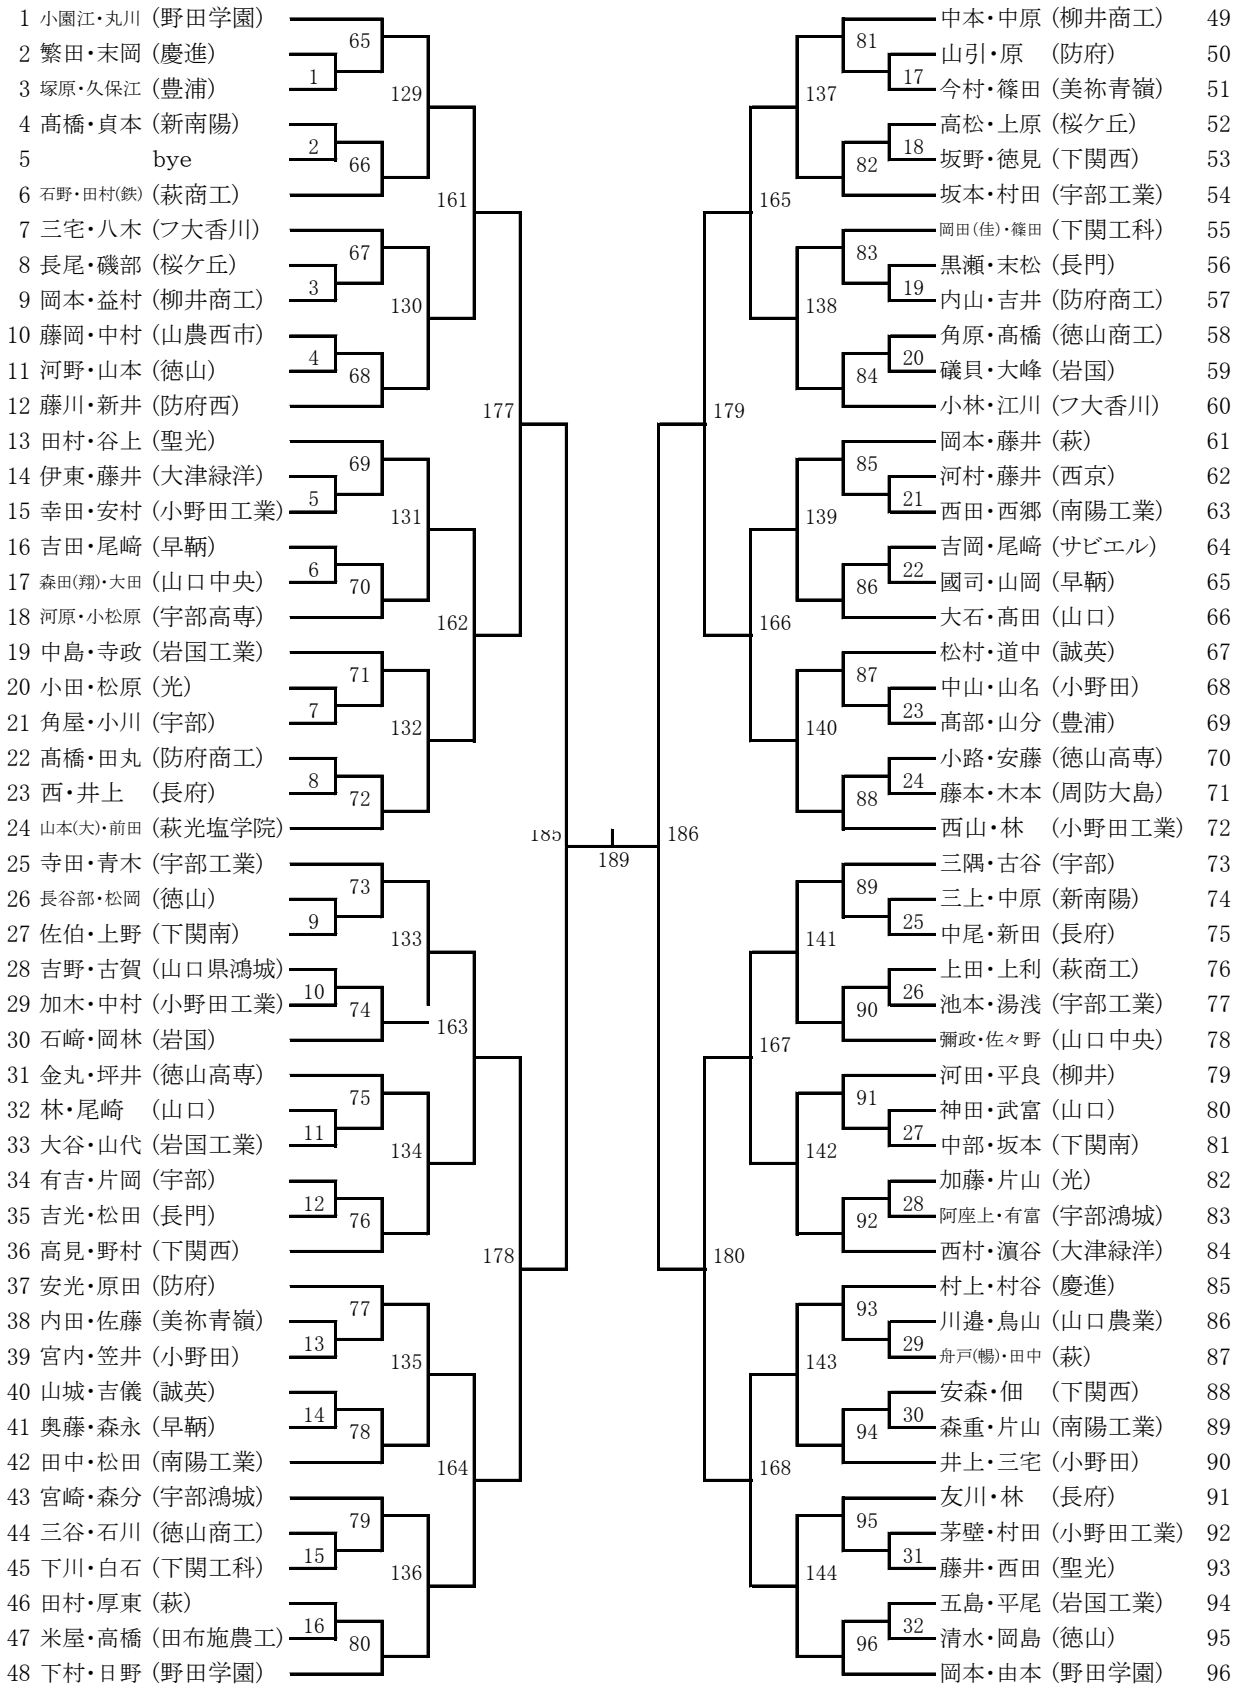 1 小園江・丸川 (野田学園)
2 繁田・末岡 (慶進)
3 塚原・久保江 (豊浦)
4 髙橋・貞本 (新南陽)
5 bye
6 石野・田村(鉄) (萩商工)
7 三宅・八木 (フ大香川)
8 長尾・磯部 (桜ケ丘)
9 岡本・益村 (柳井商工)
10 藤岡・中村 (山農西市)
11 河野・山本 (徳山)
12 藤川・新井 (防府西)
13 田村・谷上 (聖光)
14 伊東・藤井 (大津緑洋)
15 幸田・安村 (小野田工業)
16 吉田・尾﨑 (早鞆)
17 森田(翔)・大田 (山口中央)
18 河原・小松原 (宇部高専)
19 中島・寺政 (岩国工業)
20 小田・松原 (光)
21 角屋・小川 (宇部)
22 髙橋・田丸 (防府商工)
23 西・井上 (長府)
24 山本(大)・前田 (萩光塩学院)
25 寺田・青木 (宇部工業)
26 長谷部・松岡 (徳山)
27 佐伯・上野 (下関南)
28 吉野・古賀 (山口県鴻城)
29 加木・中村 (小野田工業)
30 石﨑・岡林 (岩国)
31 金丸・坪井 (徳山高専)
32 林・尾崎 (山口)
33 大谷・山代 (岩国工業)
34 有吉・片岡 (宇部)
35 吉光・松田 (長門)
36 高見・野村 (下関西)
37 安光・原田 (防府)
38 内田・佐藤 (美祢青嶺)
39 宮内・笠井 (小野田)
40 山城・吉儀 (誠英)
41 奥藤・森永 (早鞆)
42 田中・松田 (南陽工業)
43 宮崎・森分 (宇部鴻城)
44 三谷・石川 (徳山商工)
45 下川・白石 (下関工科)
46 田村・厚東 (萩)
47 米屋・高橋 (田布施農工)
48 下村・日野 (野田学園)
65
1
129
2
66
161
67
3
130
4
68
177
69
5
131
6
70
162
71
7
132
8
72
185
73
9
133
10
74
163
75
11
134
12
76
178
77
13
135
14
78
164
79
15
136
16
80
189
186
81
17
137
18
82
165
83
19
138
20
84
179
85
21
139
22
86
166
87
23
140
24
88
89
25
141
26
90
167
91
27
142
28
92
180
93
29
143
30
94
168
95
31
144
32
96
中本・中原 (柳井商工) 49
山引・原 (防府) 50
今村・篠田 (美祢青嶺) 51
高松・上原 (桜ケ丘) 52
坂野・徳見 (下関西) 53
坂本・村田 (宇部工業) 54
岡田(佳)・篠田 (下関工科) 55
黒瀬・末松 (長門) 56
内山・吉井 (防府商工) 57
角原・髙橋 (徳山商工) 58
礒貝・大峰 (岩国) 59
小林・江川 (フ大香川) 60
岡本・藤井 (萩) 61
河村・藤井 (西京) 62
西田・西郷 (南陽工業) 63
吉岡・尾﨑 (サビエル) 64
國司・山岡 (早鞆) 65
大石・髙田 (山口) 66
松村・道中 (誠英) 67
中山・山名 (小野田) 68
髙部・山分 (豊浦) 69
小路・安藤 (徳山高専) 70
藤本・木本 (周防大島) 71
西山・林 (小野田工業) 72
三隅・古谷 (宇部) 73
三上・中原 (新南陽) 74
中尾・新田 (長府) 75
上田・上利 (萩商工) 76
池本・湯浅 (宇部工業) 77
彌政・佐々野 (山口中央) 78
河田・平良 (柳井) 79
神田・武富 (山口) 80
中部・坂本 (下関南) 81
加藤・片山 (光) 82
阿座上・有富 (宇部鴻城) 83
西村・濵谷 (大津緑洋) 84
村上・村谷 (慶進) 85
川邉・鳥山 (山口農業) 86
舟戸(暢)・田中 (萩) 87
安森・佃 (下関西) 88
森重・片山 (南陽工業) 89
井上・三宅 (小野田) 90
友川・林 (長府) 91
茅壁・村田 (小野田工業) 92
藤井・西田 (聖光) 93
五島・平尾 (岩国工業) 94
清水・岡島 (徳山) 95
岡本・由本 (野田学園) 96